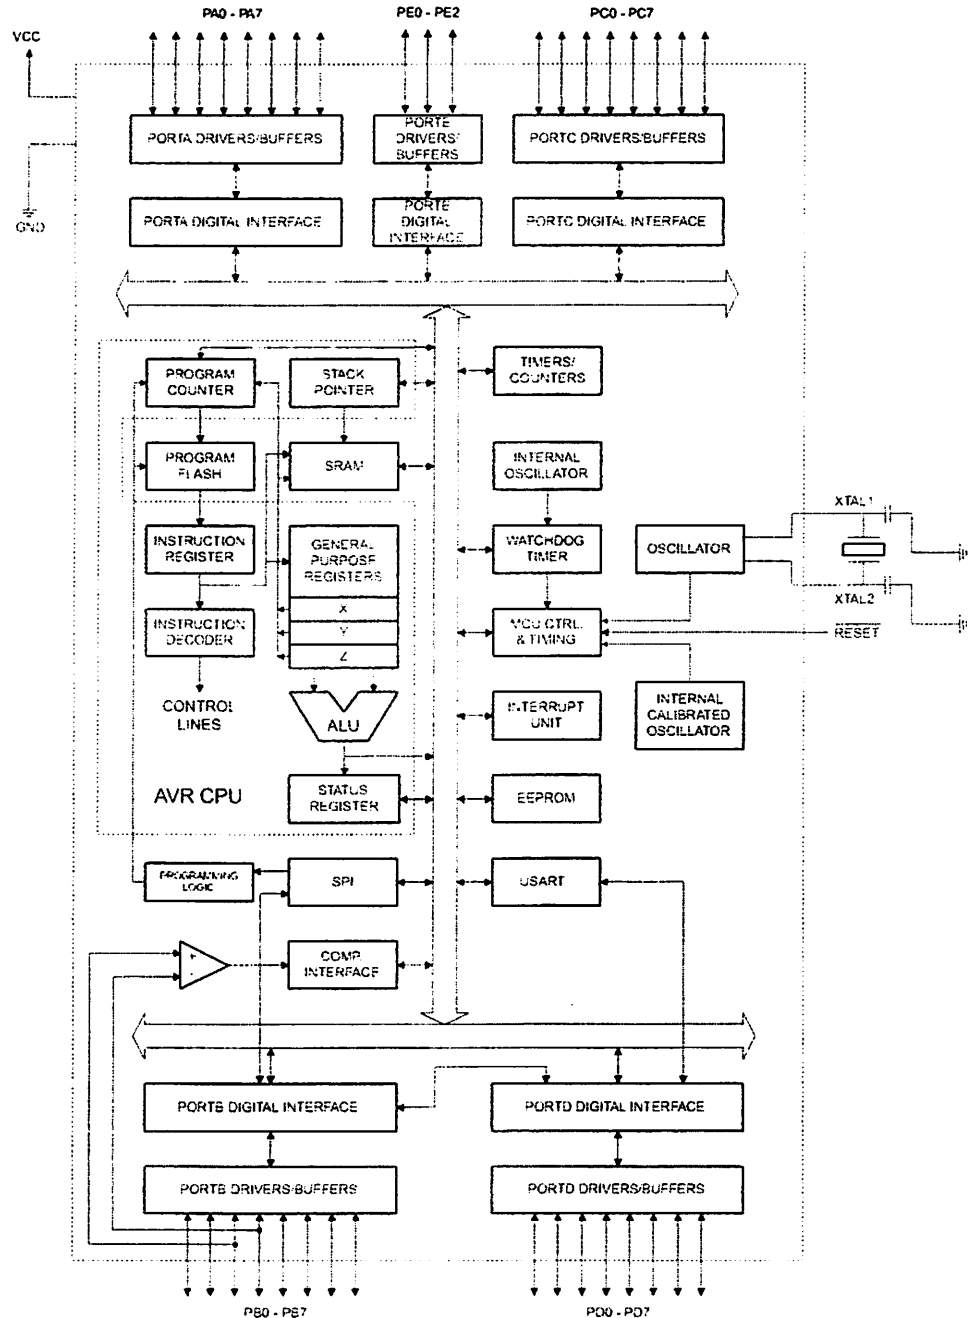 PA0 - PA7
PE0 - PE2
PC0 - PC7
VCC
PORTA DRIVERS/BUFFERS
PORTE
DRIVERS/
BUFFERS
PORTC DRIVERS/BUFFERS
GND
PORTA DIGITAL INTERFACE
PORTE
DIGITAL
INTERFACE
PORTC DIGITAL INTERFACE
PROGRAM
COUNTER
STACK
POINTER
TIMERS/
COUNTERS
PROGRAM
FLASH
SRAM
INTERNAL
OSCILLATOR
XTAL1
INSTRUCTION
REGISTER
GENERAL
PURPOSE
REGISTERS
WATCHDOG
TIMER
OSCILLATOR
X
XTAL2
INSTRUCTION
DECODER
Y
MCU CTRL.
& TIMING
RESET
Z
CONTROL
LINES
ALU
INTERRUPT
UNIT
INTERNAL
CALIBRATED
OSCILLATOR
AVR CPU
STATUS
REGISTER
EEPROM
PROGRAMMING
LOGIC
SPI
USART
+
-
COMP.
INTERFACE
PORTB DIGITAL INTERFACE
PORTD DIGITAL INTERFACE
PORTB DRIVERS/BUFFERS
PORTD DRIVERS/BUFFERS
PB0 - PB7
PD0 - PD7